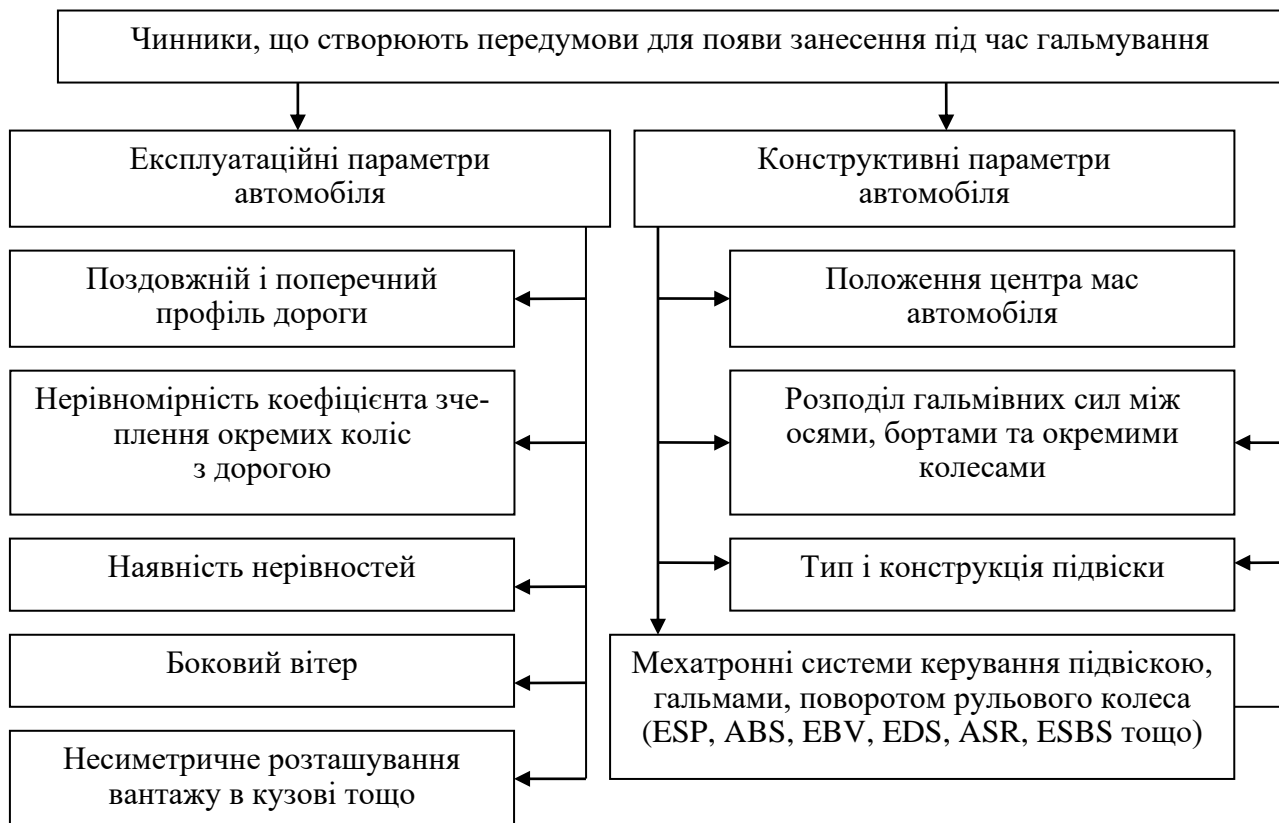 Чинники, що створюють передумови для появи занесення під час гальмування
Експлуатаційні параметри
автомобіля
Поздовжній і поперечний
профіль дороги
Нерівномірність коефіцієнта зче-
плення окремих коліс
з дорогою
Наявність нерівностей
Боковий вітер
Несиметричне розташування
вантажу в кузові тощо
Конструктивні параметри
автомобіля
Положення центра мас
автомобіля
Розподіл гальмівних сил між
осями, бортами та окремими
колесами
Тип і конструкція підвіски
Мехатронні системи керування підвіскою,
гальмами, поворотом рульового колеса
(ESP, ABS, EBV, EDS, ASR, ESBS тощо)